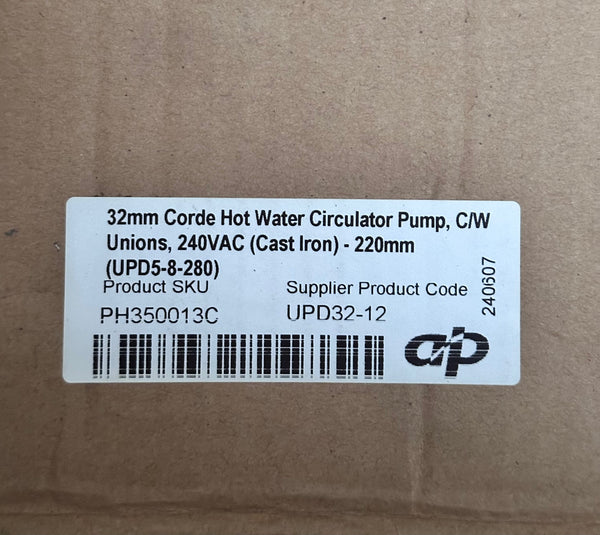 32mm Corde Hot Water Circulator Pump, C/W
Unions, 240VAC (Cast Iron) - 220mm
(UPD5-8-280)
Product SKU Supplier Product Code
PH350013C UPD32-12
240607
aip